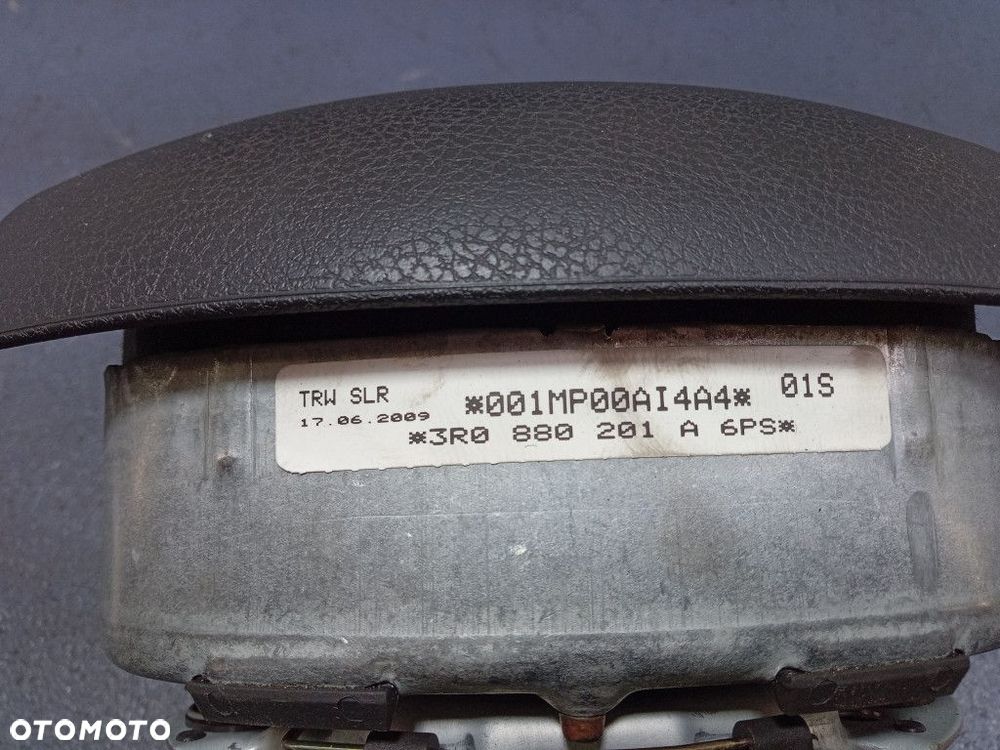 TRW SLR
17.06.2009
*001MP00AI4A4* 01S
*3R0 880 201 A 6PS*
OTOMOTO